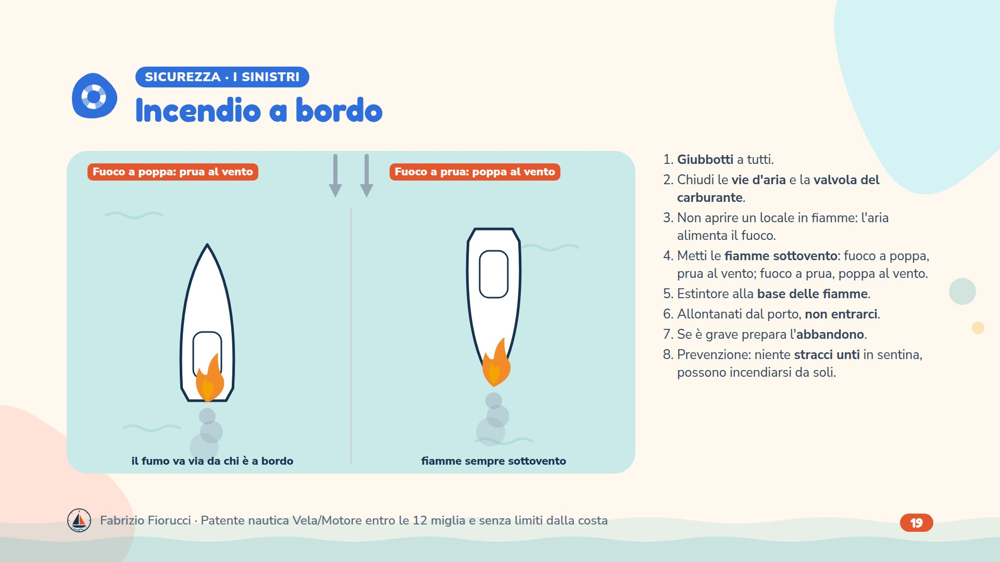 SICUREZZA · I SINISTRI
Incendio a bordo
Fuoco a poppa: prua al vento
Fuoco a prua: poppa al vento
il fumo va via da chi è a bordo
fiamme sempre sottovento
1. Giubbotti a tutti.
2. Chiudi le vie d'aria e la valvola del
carburante.
3. Non aprire un locale in fiamme: l'aria
alimenta il fuoco.
4. Metti le fiamme sottovento: fuoco a poppa,
prua al vento; fuoco a prua, poppa al vento.
5. Estintore alla base delle fiamme.
6. Allontanati dal porto, non entrarci.
7. Se è grave prepara l'abbandono.
8. Prevenzione: niente stracci unti in sentina,
possono incendiarsi da soli.
Fabrizio Fiorucci · Patente nautica Vela/Motore entro le 12 miglia e senza limiti dalla costa
19